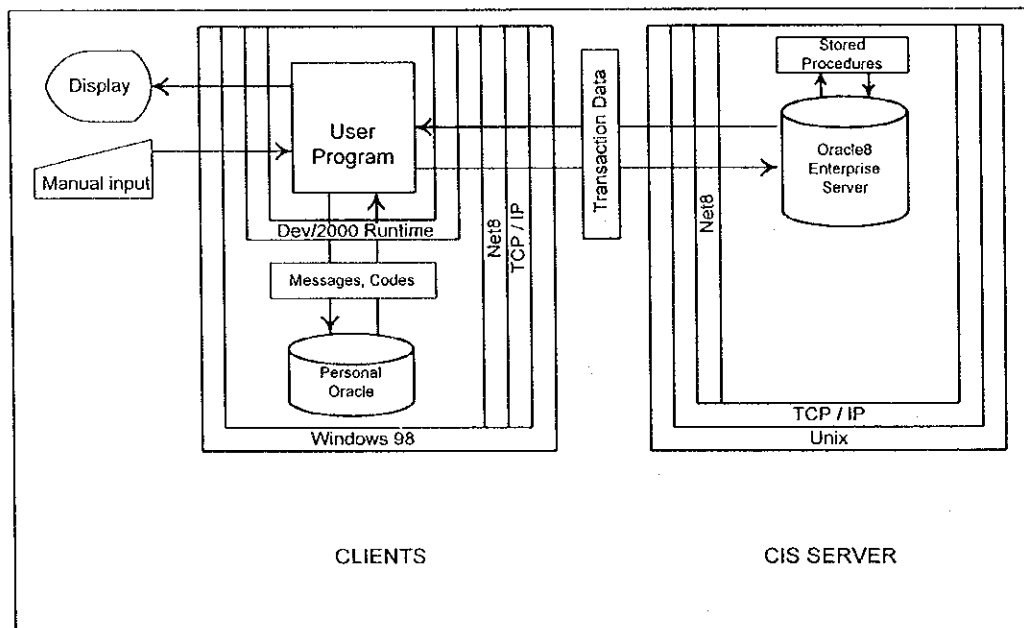 Display
Manual input
User
Program
Dev/2000 Runtime
Messages, Codes
Personal
Oracle
Net8
TCP / IP
Windows 98
Transaction Data
Stored
Procedures
Oracle8
Enterprise
Server
Net8
TCP / IP
Unix
CLIENTS
CIS SERVER